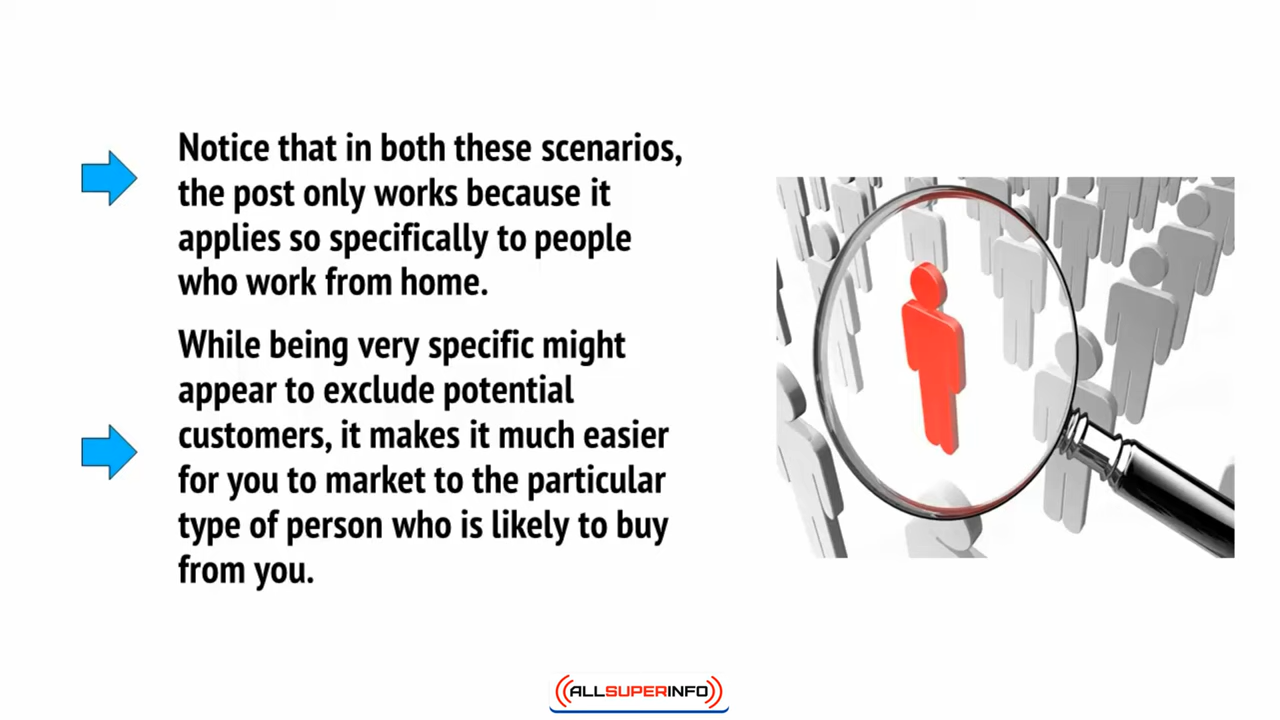 Notice that in both these scenarios,
the post only works because it
applies so specifically to people
who work from home.
While being very specific might
appear to exclude potential
customers, it makes it much easier
for you to market to the particular
type of person who is likely to buy
from you.
ALLSUPERINFO